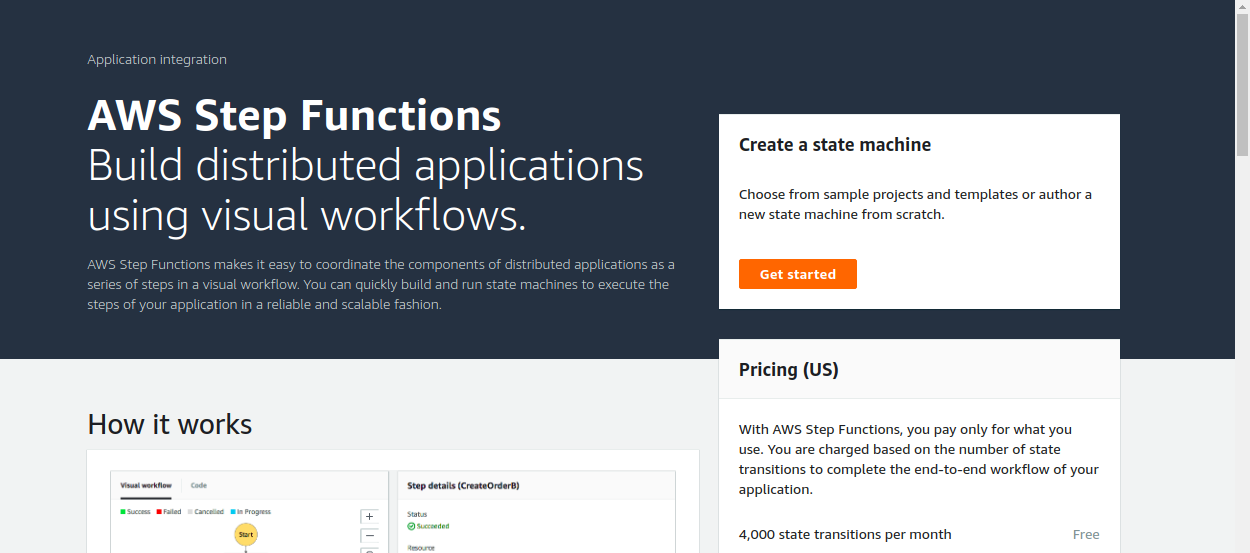 Application integration
AWS Step Functions
Build distributed applications
using visual workflows.
AWS Step Functions makes it easy to coordinate the components of distributed applications as a
series of steps in a visual workflow. You can quickly build and run state machines to execute the
steps of your application in a reliable and scalable fashion.
Create a state machine
Choose from sample projects and templates or author a
new state machine from scratch.
Get started
Pricing (US)
With AWS Step Functions, you pay only for what you
use. You are charged based on the number of state
transitions to complete the end-to-end workflow of your
application.
4,000 state transitions per month Free
How it works
Visual workflow Code
Success Failed Cancelled In Progress
Start
Step details (CreateOrderB)
Status
Succeeded
Resource